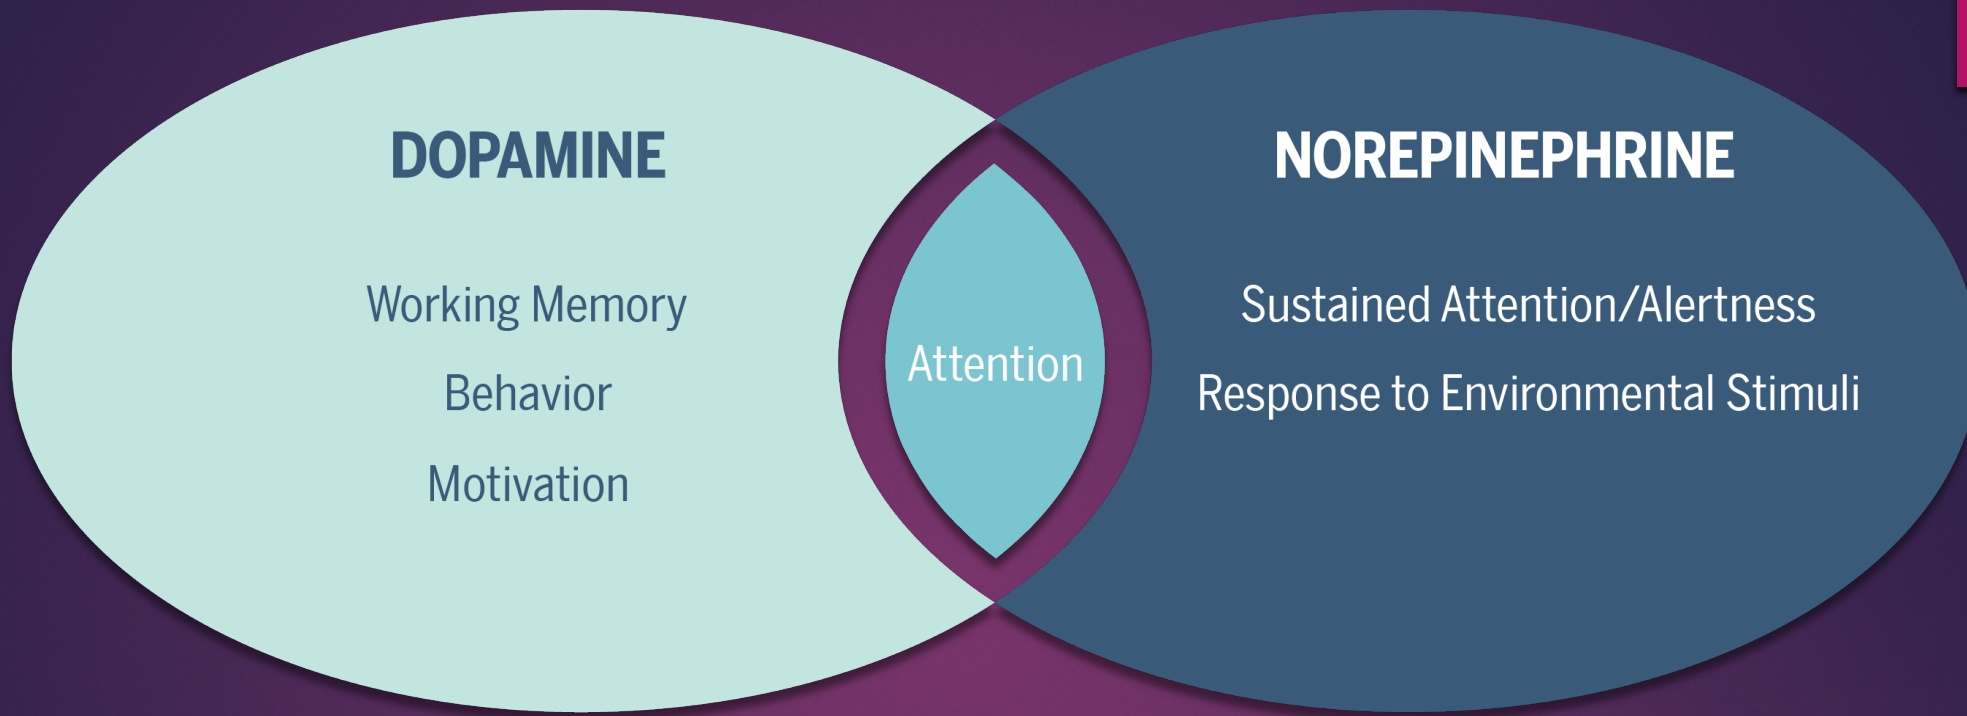 DOPAMINE
Working Memory
Behavior
Motivation
Attention
NOREPINEPHRINE
Sustained Attention/Alertness
Response to Environmental Stimuli